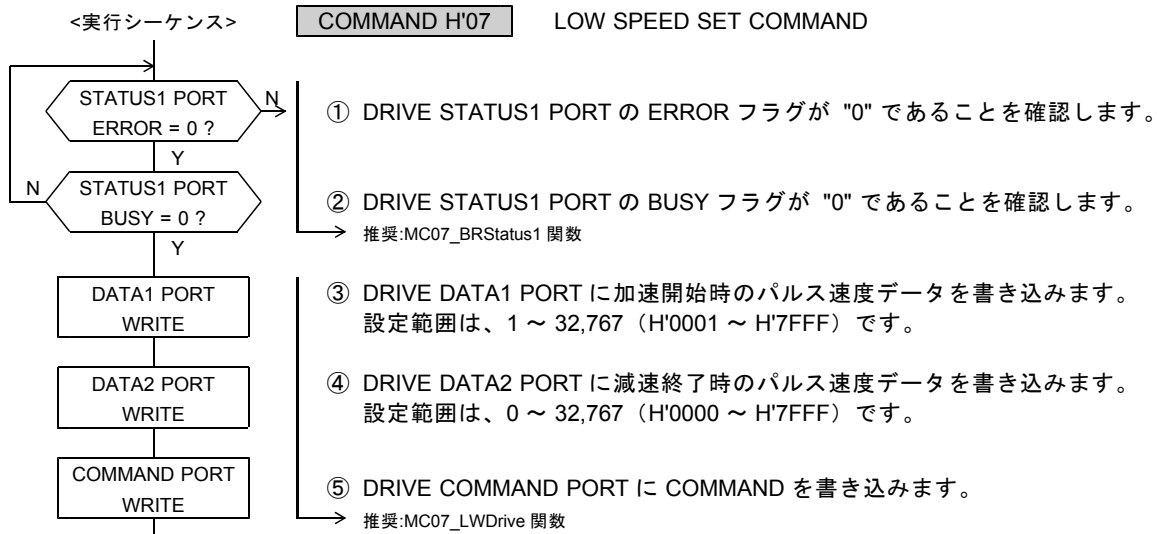 <実行シーケンス>
COMMAND H'07
LOW SPEED SET COMMAND
STATUS1 PORT
ERROR = 0 ?
N
Y
① DRIVE STATUS1 PORT の ERROR フラグが "0" であることを確認します。
N
STATUS1 PORT
BUSY = 0 ?
Y
② DRIVE STATUS1 PORT の BUSY フラグが "0" であることを確認します。
推奨:MC07_BRStatus1 関数
DATA1 PORT
WRITE
③ DRIVE DATA1 PORT に加速開始時のパルス速度データを書き込みます。
設定範囲は、1 ～ 32,767（H'0001 ～ H'7FFF）です。
DATA2 PORT
WRITE
④ DRIVE DATA2 PORT に減速終了時のパルス速度データを書き込みます。
設定範囲は、0 ～ 32,767（H'0000 ～ H'7FFF）です。
COMMAND PORT
WRITE
⑤ DRIVE COMMAND PORT に COMMAND を書き込みます。
推奨:MC07_LWDrive 関数